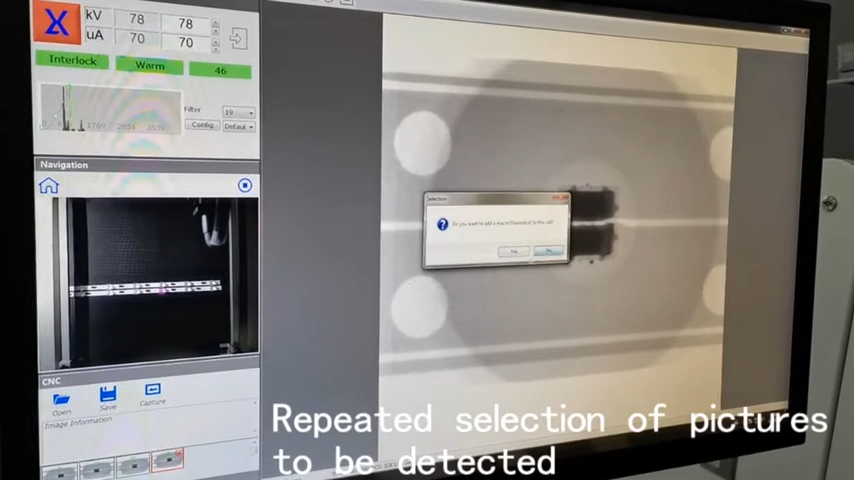 kV 78 78
uA 70 70
Interlock Warm 46
Filter 19
Config Defaul
Navigation
Selection
CNC
Open Save Capture
Image Information
Repeated selection of pictures
to be detected